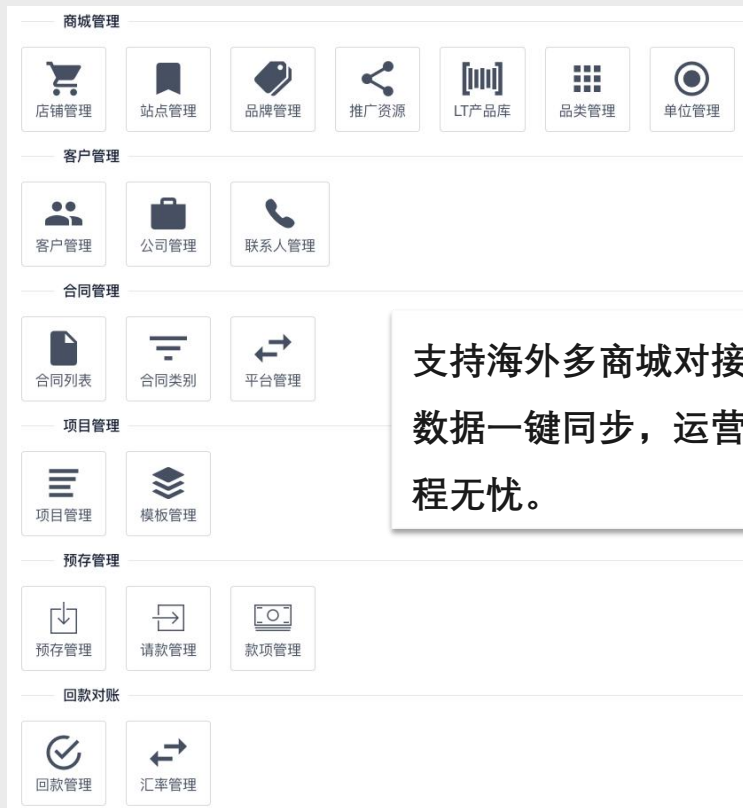 商城管理
店铺管理 站点管理 品牌管理 推广资源 LT产品库 品类管理 单位管理
客户管理
客户管理 公司管理 联系人管理
合同管理
合同列表 合同类别 平台管理
支持海外多商城对接
数据一键同步，运营
程无忧。
项目管理
项目管理 模板管理
预存管理
预存管理 请款管理 款项管理
回款对账
回款管理 汇率管理